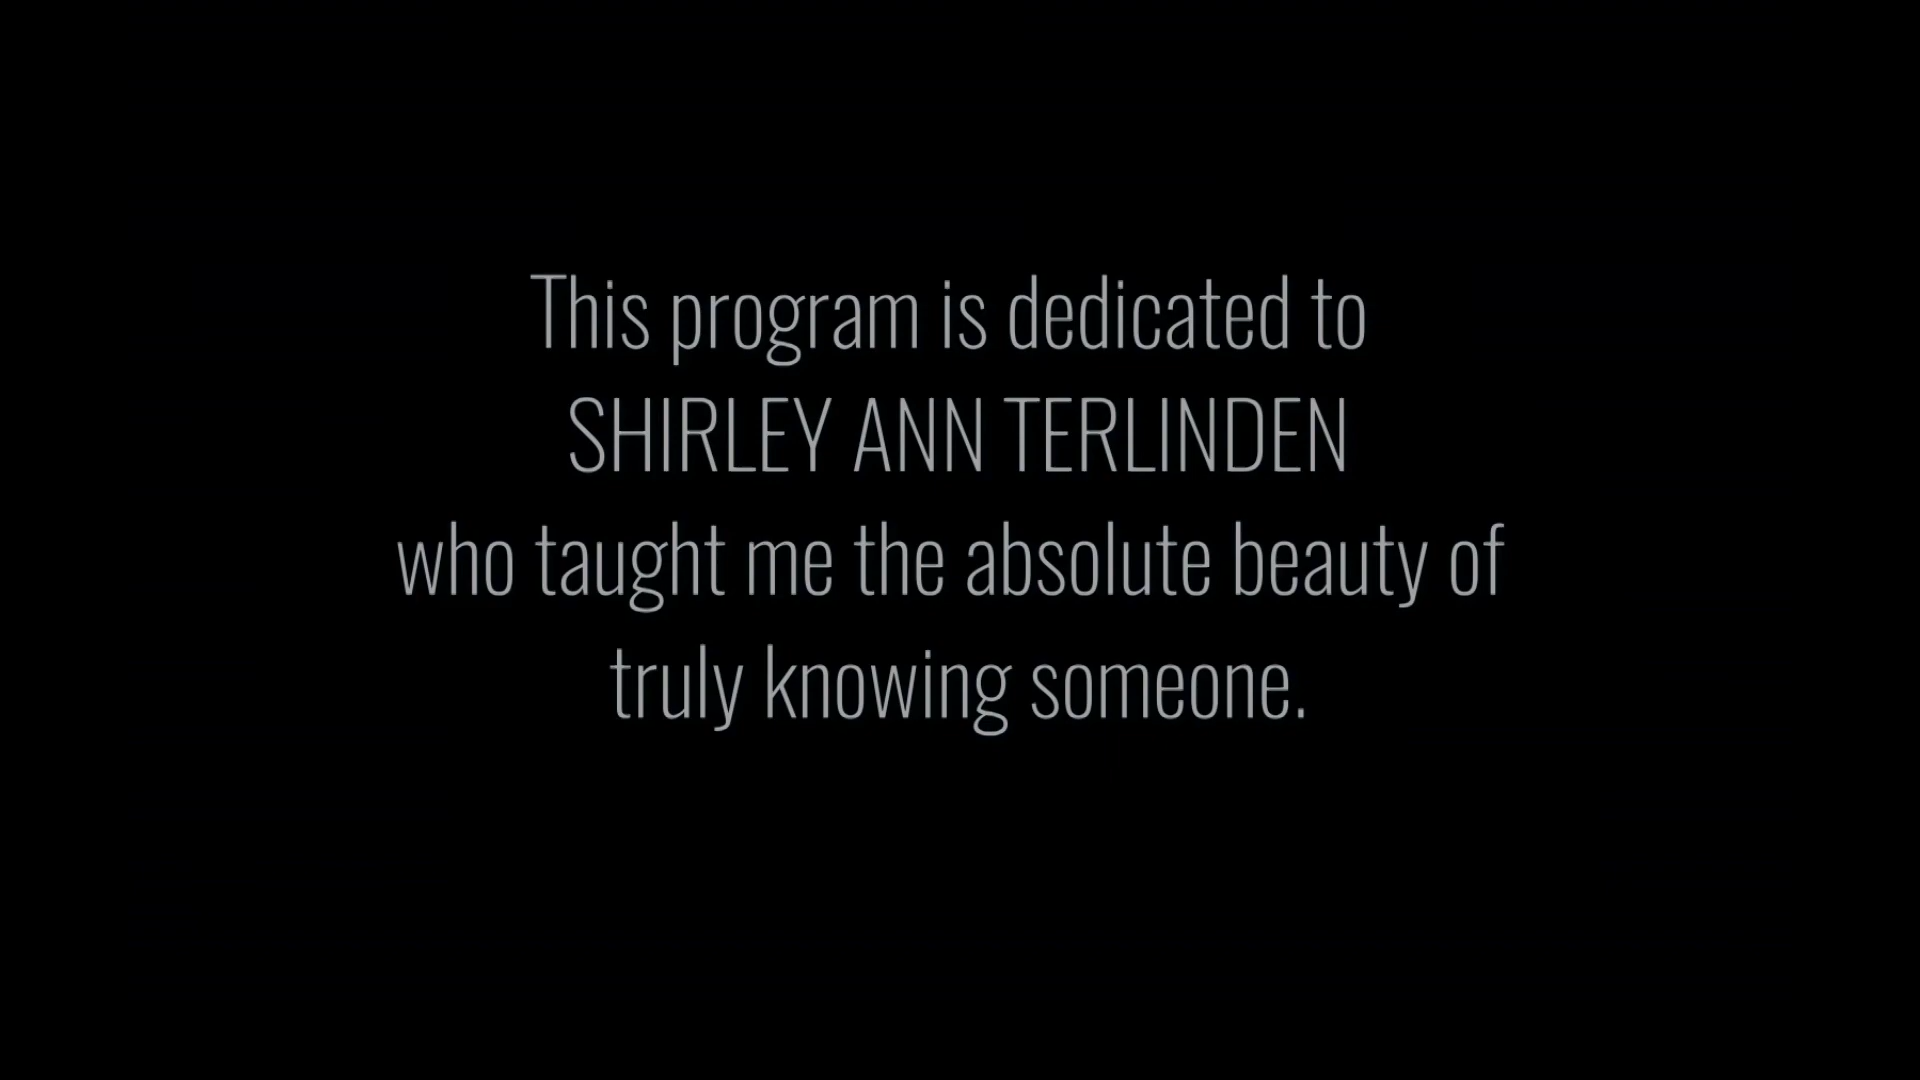 This program is dedicated to
SHIRLEY ANN TERLINDEN
who taught me the absolute beauty of
truly knowing someone.